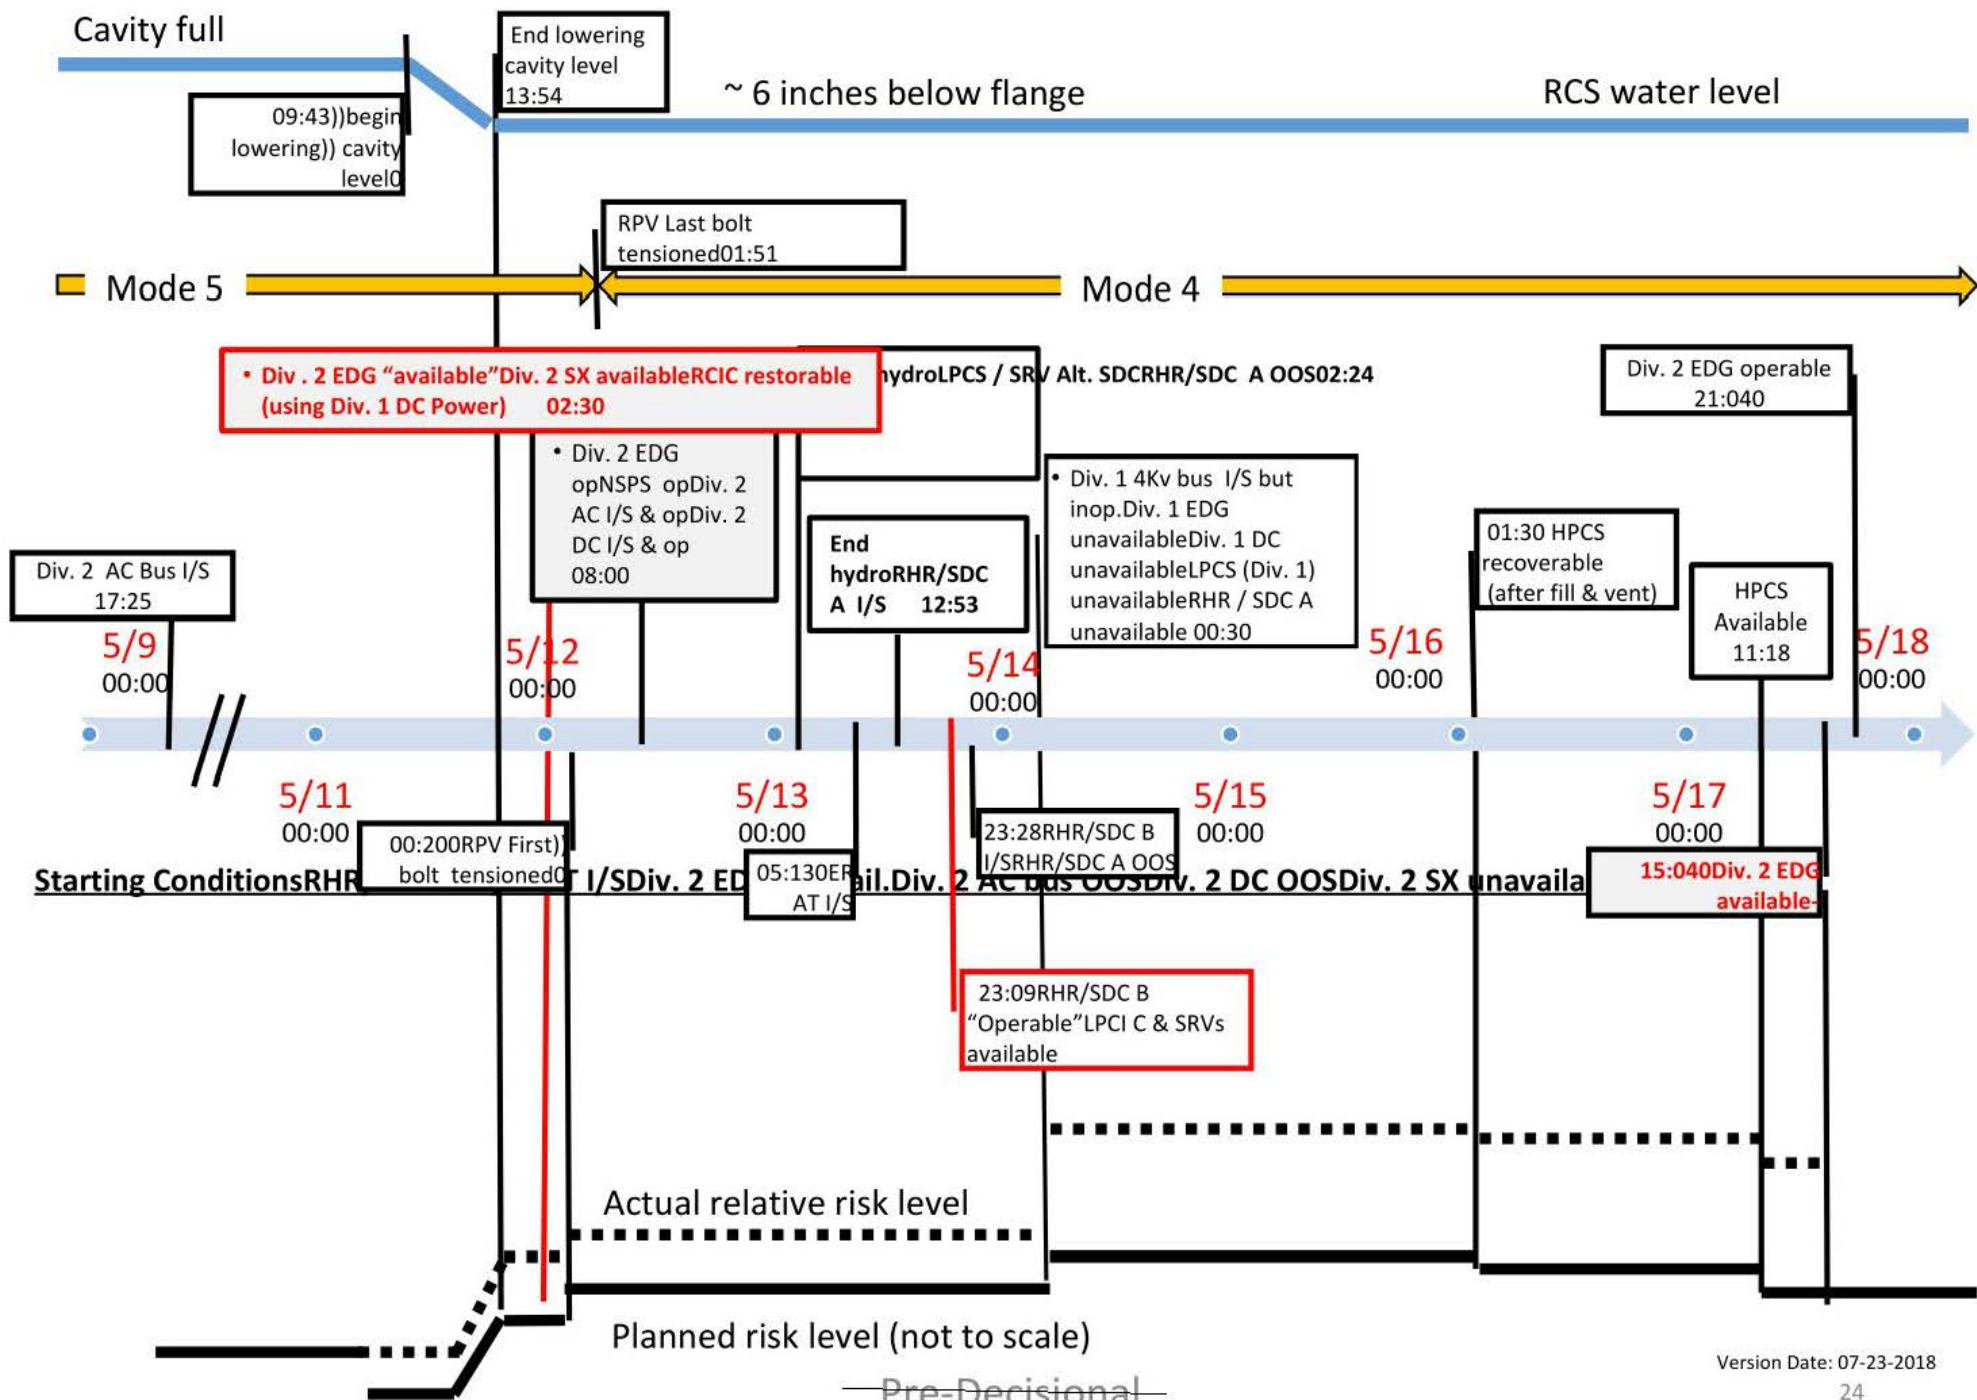 Cavity full
End lowering
cavity level
13:54
~ 6 inches below flange
RCS water level
09:43))begin
lowering)) cavity
level0
RPV Last bolt
tensioned01:51
Mode 5
Mode 4
• Div . 2 EDG “available”Div. 2 SX availableRCIC restorable
(using Div. 1 DC Power) 02:30
hydroLPCS / SRV Alt. SDCRHR/SDC A OOS02:24
Div. 2 EDG operable
21:040
• Div. 2 EDG
opNSPS opDiv. 2
AC I/S & opDiv. 2
DC I/S & op
08:00
• Div. 1 4Kv bus I/S but
inop.Div. 1 EDG
unavailableDiv. 1 DC
unavailableLPCS (Div. 1)
unavailableRHR / SDC A
unavailable 00:30
End
hydroRHR/SDC
A I/S 12:53
01:30 HPCS
recoverable
(after fill & vent)
Div. 2 AC Bus I/S
17:25
HPCS
Available
11:18
5/9
00:00
5/12
00:00
5/14
00:00
5/16
00:00
5/18
00:00
5/11
00:00
5/13
00:00
5/15
00:00
5/17
00:00
00:200RPV First))
bolt tensioned0
23:28RHR/SDC B
I/SRHR/SDC A OOS
05:130ER
AT I/S
15:040Div. 2 EDG
available-
Starting ConditionsRHR I/SDiv. 2 ED ail.Div. 2 AC bus OOSDiv. 2 DC OOSDiv. 2 SX unavaila
23:09RHR/SDC B
“Operable”LPCI C & SRVs
available
Actual relative risk level
Planned risk level (not to scale)
Version Date: 07-23-2018
Pre-Decisional
24